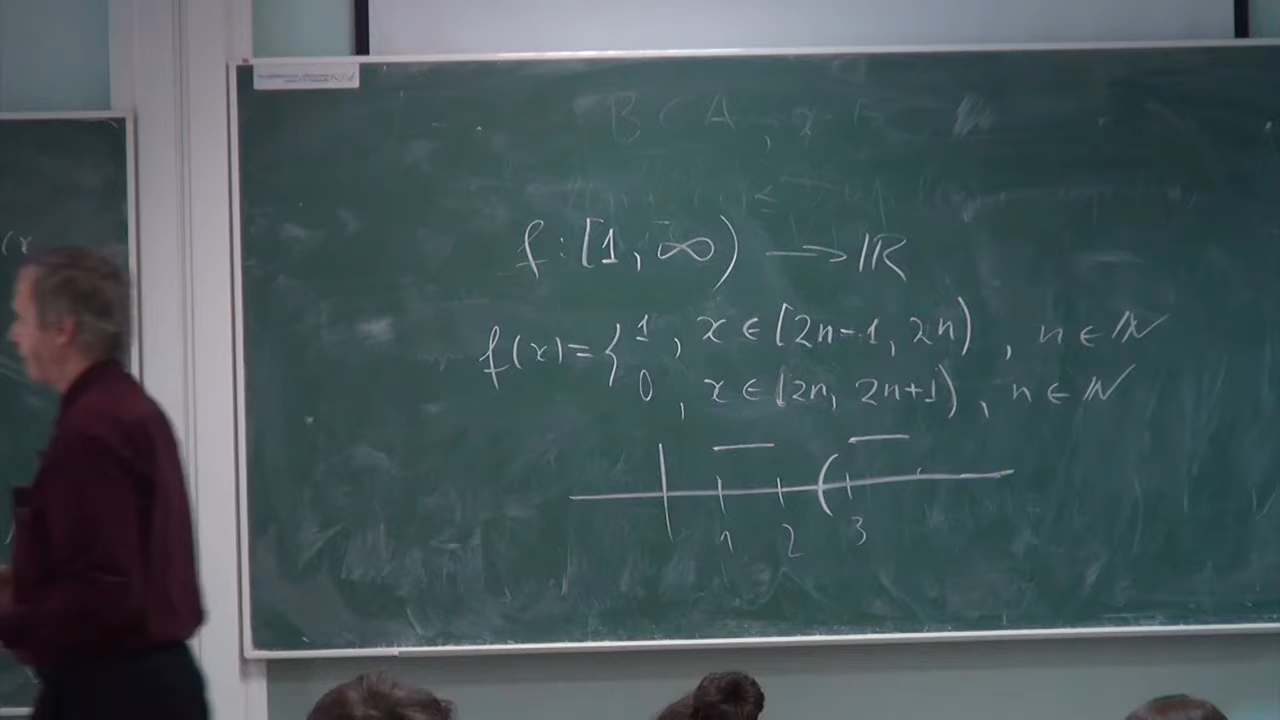 B ⊂ A ,
f : [1, ∞) → ℝ
f(x) = { 1 , x ∈ [2n-1, 2n) , n ∈ ℕ
0 , x ∈ [2n, 2n+1) , n ∈ ℕ
1 2 3
(x